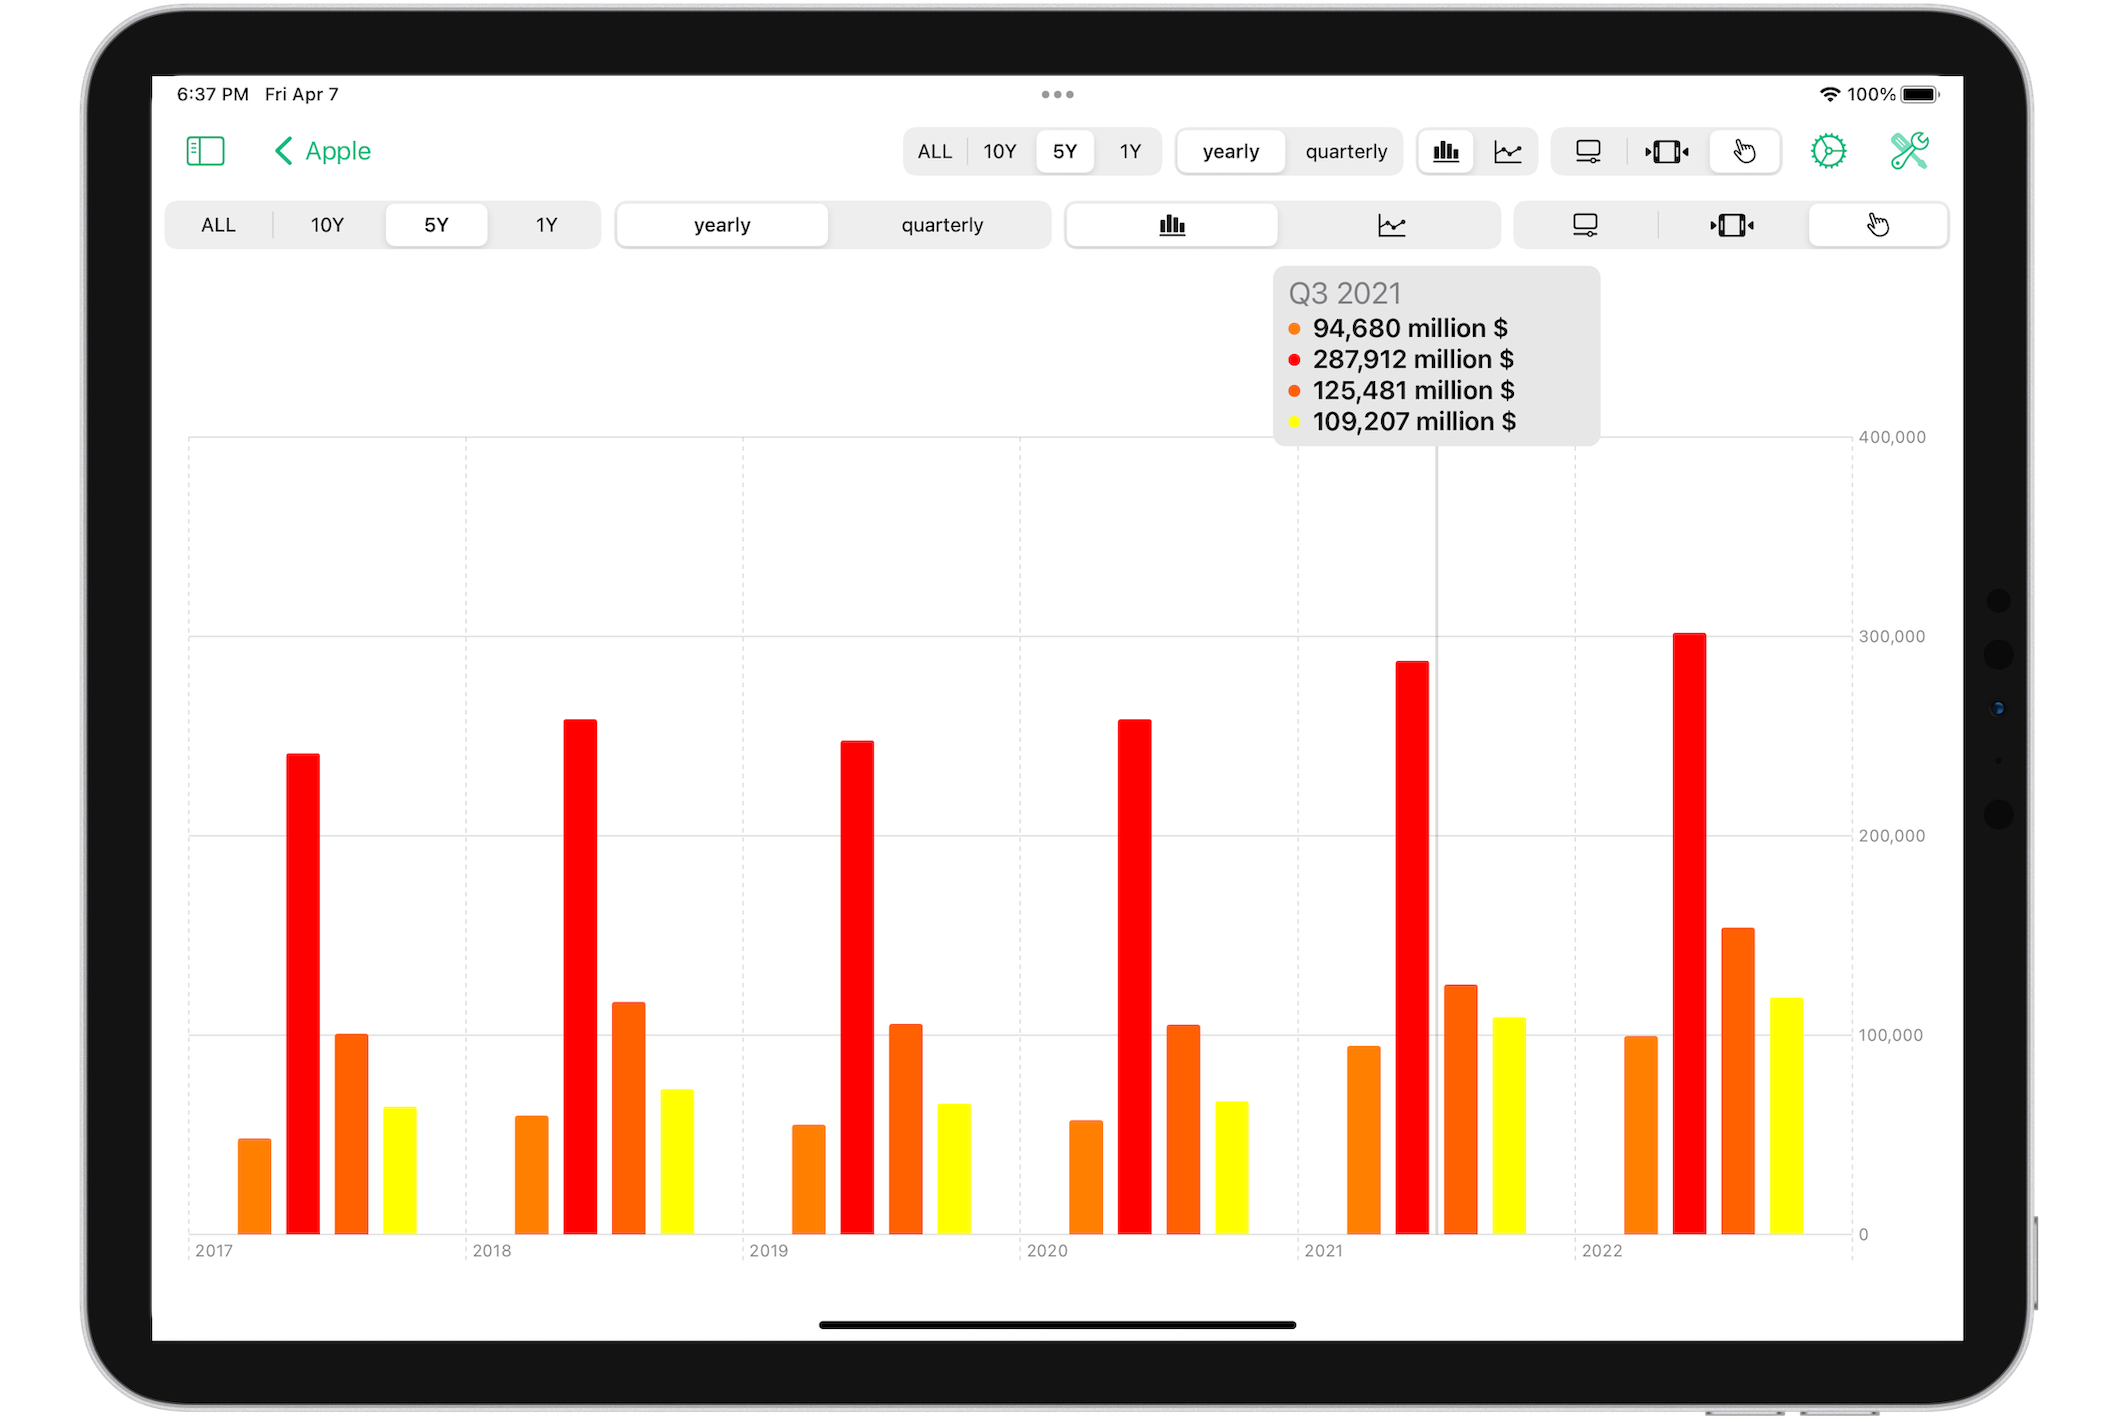 6:37 PM Fri Apr 7
100%
Apple
ALL 10Y 5Y 1Y yearly quarterly
ALL 10Y 5Y 1Y yearly quarterly
Q3 2021
94,680 million $
287,912 million $
125,481 million $
109,207 million $
400,000
300,000
200,000
100,000
0
2017 2018 2019 2020 2021 2022